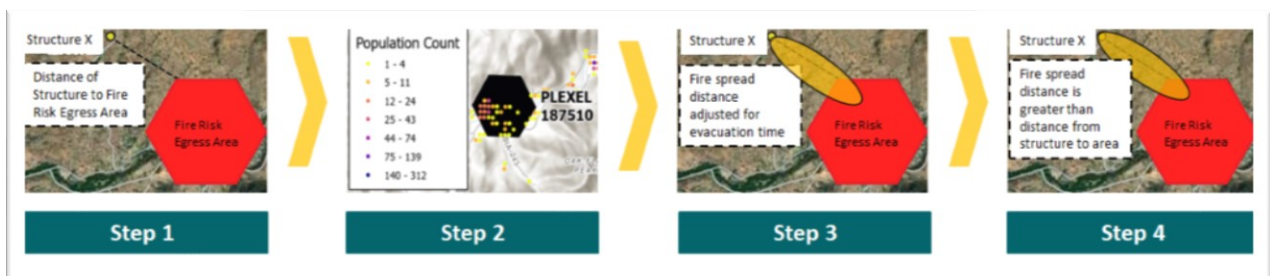 Structure X
Distance of
Structure to Fire
Risk Egress Area
Fire Risk
Egress Area
Step 1
Population Count
1 - 4
5 - 11
12 - 24
25 - 43
44 - 74
75 - 139
140 - 312
PLEXEL
187510
Step 2
Structure X
Fire spread
distance
adjusted for
evacuation time
Fire Risk
Egress Area
Step 3
Structure X
Fire spread
distance is
greater than
distance from
structure to area
Fire Risk
Egress Area
Step 4